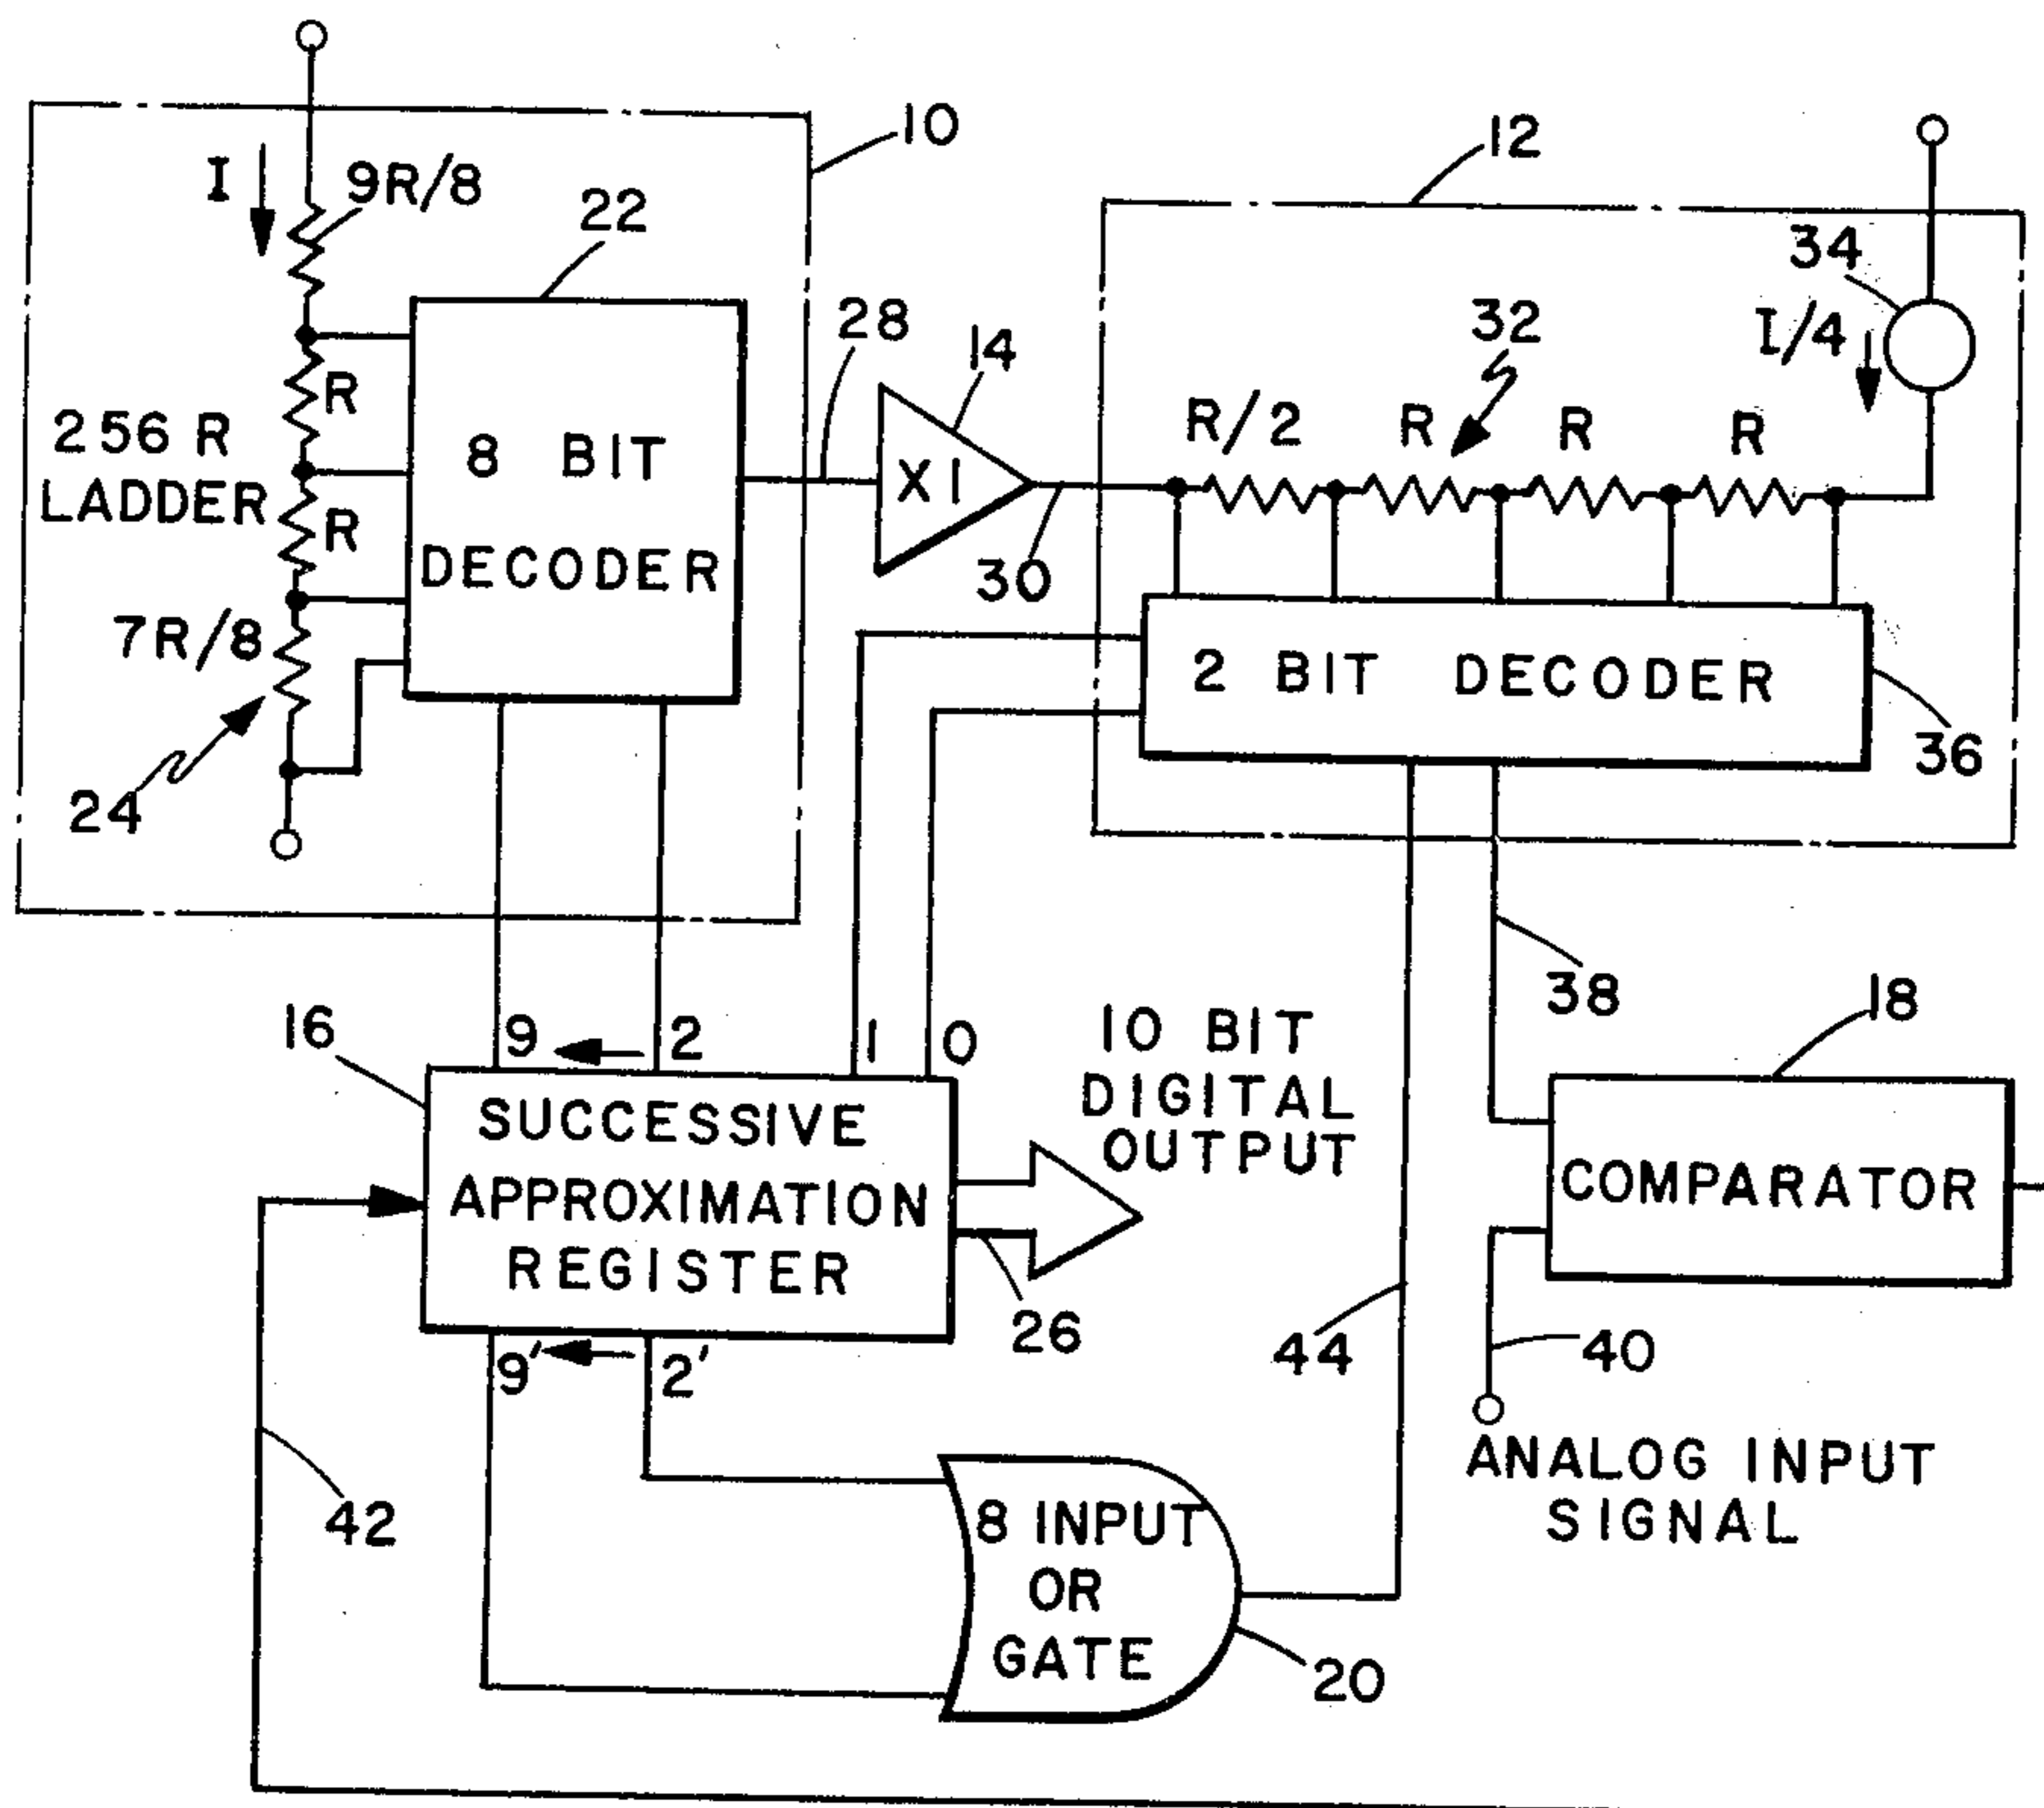 10
12
I
9R/8
22
34
28
14
32
I/4
R
256 R
LADDER
R
8 BIT
DECODER
X1
R/2
R
R
R
30
7R/8
2 BIT DECODER
36
24
38
18
16
9
2
1
0
10 BIT
DIGITAL
OUTPUT
SUCCESSIVE
APPROXIMATION
REGISTER
COMPARATOR
26
44
40
9'
2'
ANALOG INPUT
SIGNAL
42
8 INPUT
OR
GATE
20